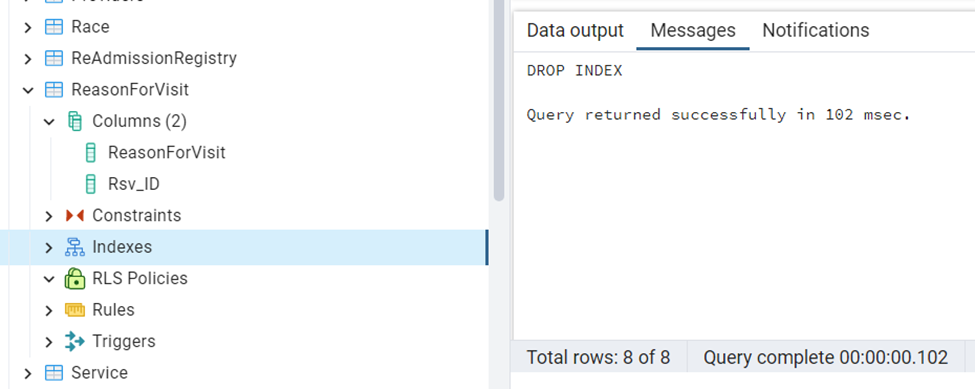 Providers
Race
ReAdmissionRegistry
ReasonForVisit
Columns (2)
ReasonForVisit
Rsv_ID
Constraints
Indexes
RLS Policies
Rules
Triggers
Service
Data output Messages Notifications
DROP INDEX
Query returned successfully in 102 msec.
Total rows: 8 of 8 Query complete 00:00:00.102